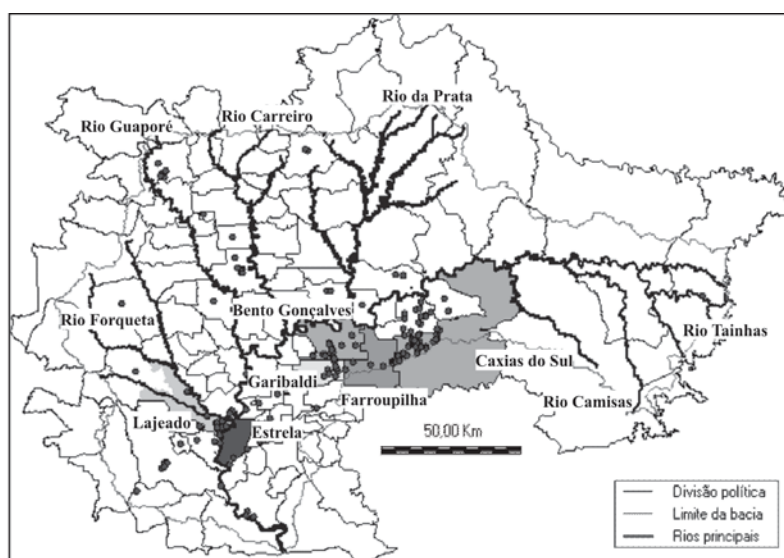 Rio da Prata
Rio Carreiro
Rio Guaporé
Bento Gonçalves
Rio Forqueta
Rio Tainhas
Caxias do Sul
Garibaldi
Farroupilha
Rio Camisas
Lajeado
Estrela
50,00 Km
Divisão política
Limite da bacia
Rios principais